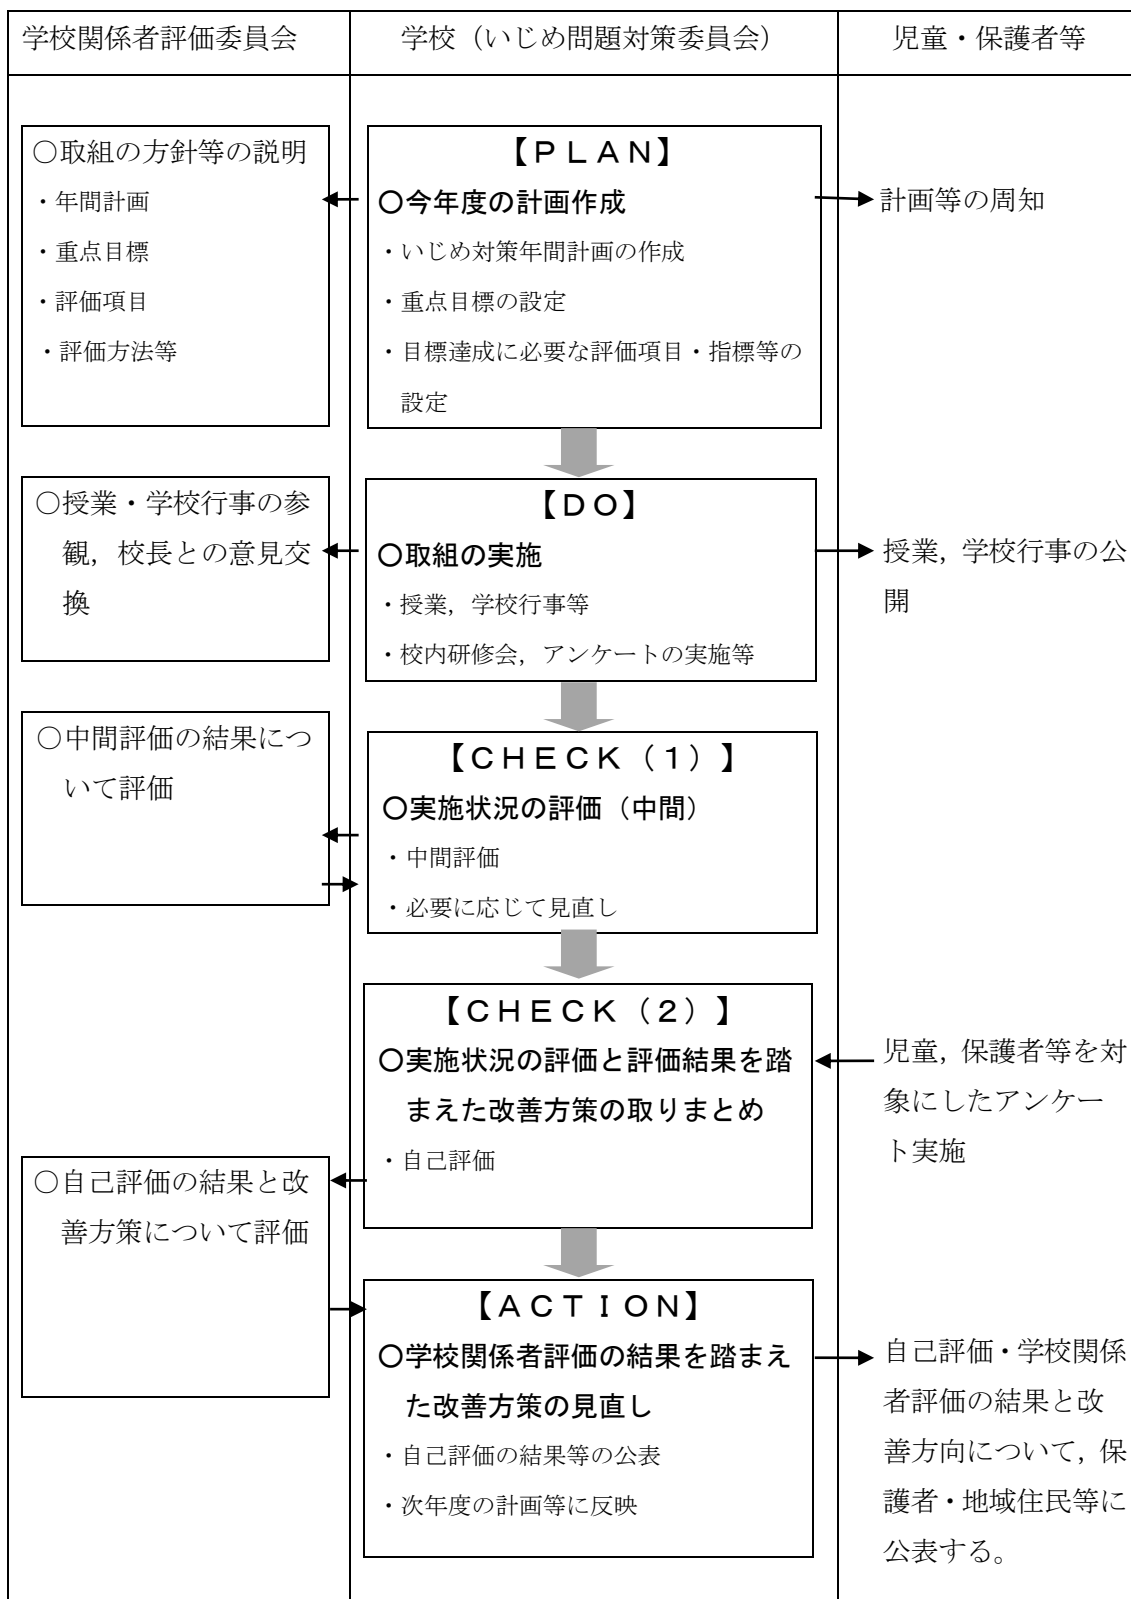 学校関係者評価委員会
学校（いじめ問題対策委員会）
児童・保護者等
○取組の方針等の説明
・年間計画
・重点目標
・評価項目
・評価方法等
【ＰＬＡＮ】
○今年度の計画作成
・いじめ対策年間計画の作成
・重点目標の設定
・目標達成に必要な評価項目・指標等の
設定
計画等の周知
○授業・学校行事の参
観，校長との意見交
換
【ＤＯ】
○取組の実施
・授業，学校行事等
・校内研修会，アンケートの実施等
授業，学校行事の公
開
○中間評価の結果につ
いて評価
【ＣＨＥＣＫ（１）】
○実施状況の評価（中間）
・中間評価
・必要に応じて見直し
【ＣＨＥＣＫ（２）】
○実施状況の評価と評価結果を踏
まえた改善方策の取りまとめ
・自己評価
児童，保護者等を対
象にしたアンケー
ト実施
○自己評価の結果と改
善方策について評価
【ＡＣＴＩＯＮ】
○学校関係者評価の結果を踏まえ
た改善方策の見直し
・自己評価の結果等の公表
・次年度の計画等に反映
自己評価・学校関係
者評価の結果と改
善方向について，保
護者・地域住民等に
公表する。